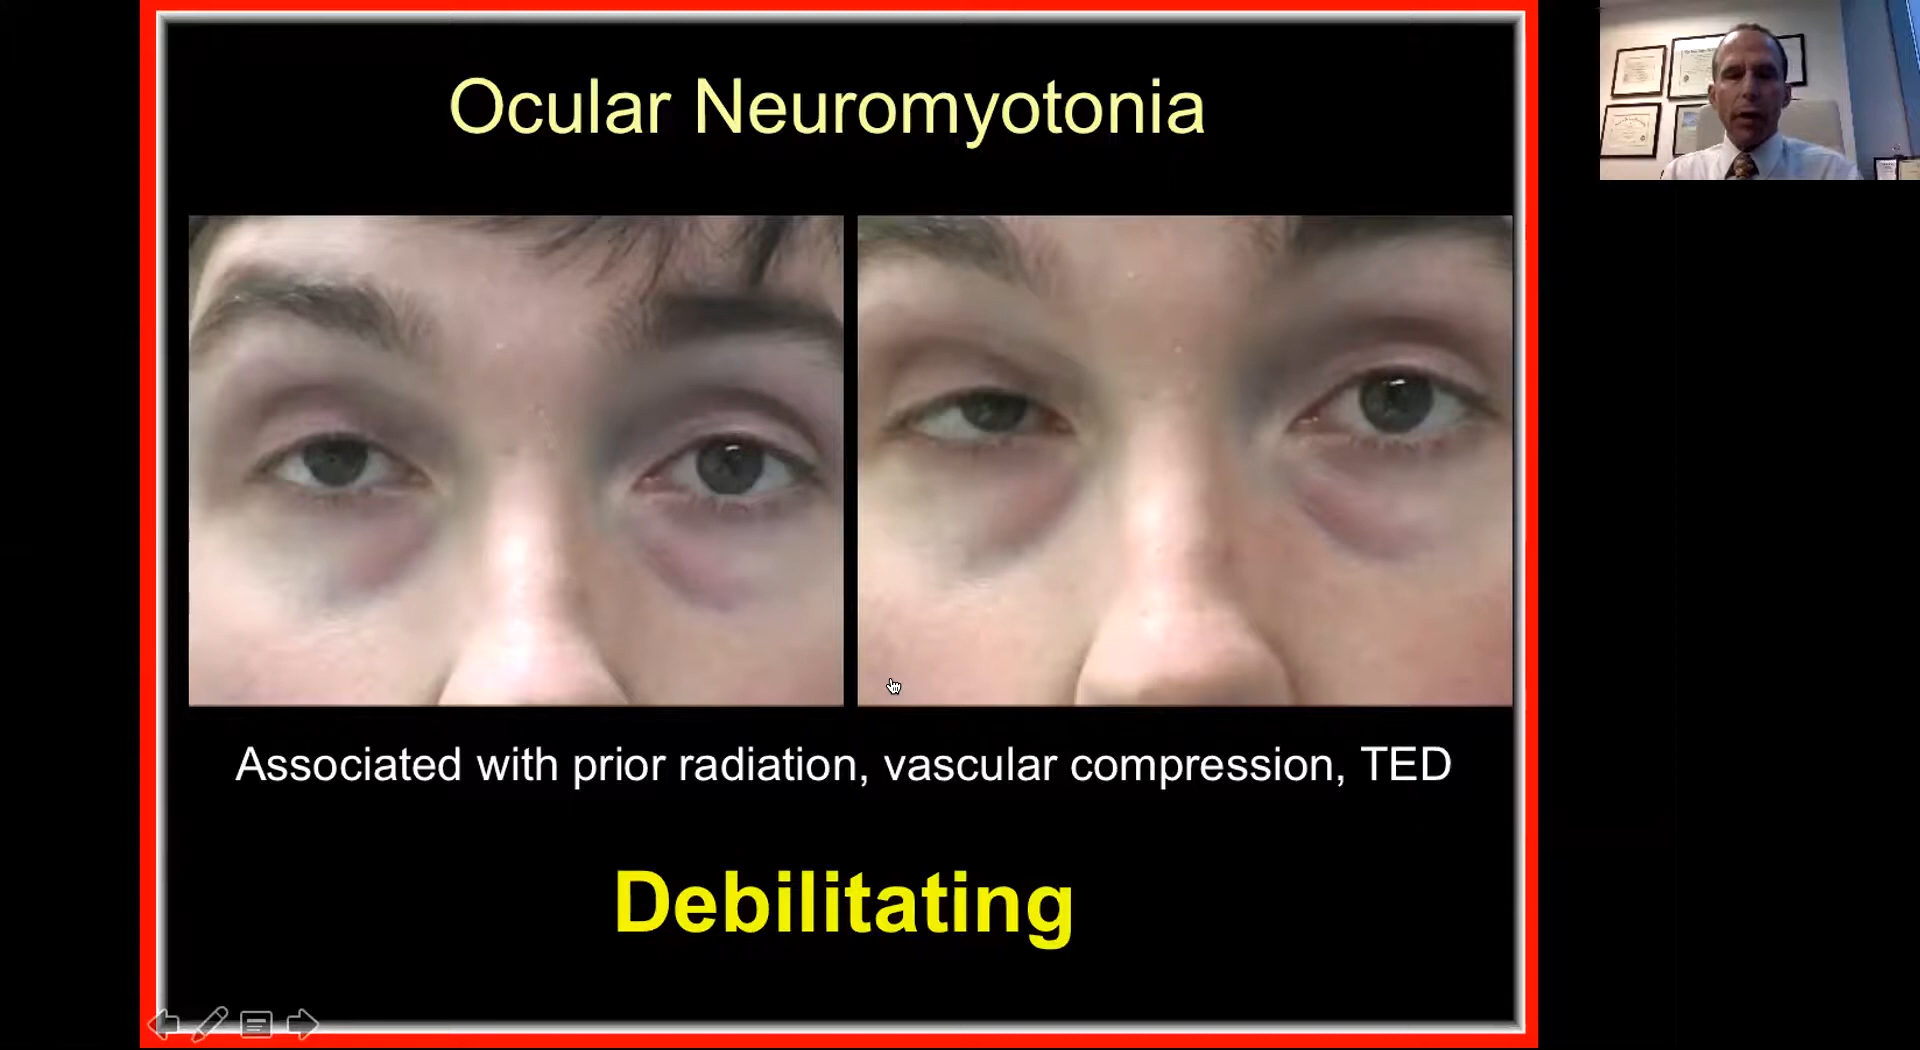 Ocular Neuromyotonia
Associated with prior radiation, vascular compression, TED
Debilitating